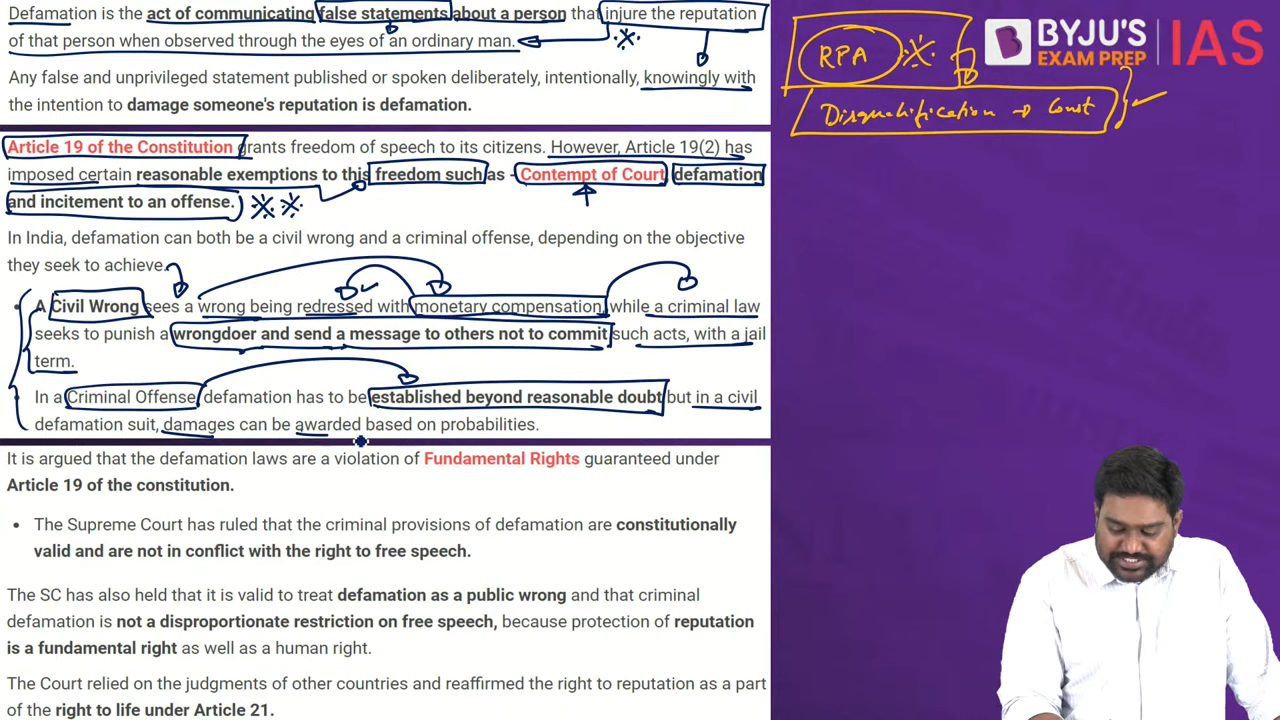 Defamation is the act of communicating false statements about a person that injure the reputation
of that person when observed through the eyes of an ordinary man.
Any false and unprivileged statement published or spoken deliberately, intentionally, knowingly with
the intention to damage someone's reputation is defamation.
Article 19 of the Constitution grants freedom of speech to its citizens. However, Article 19(2) has
imposed certain reasonable exemptions to this freedom such as - Contempt of Court, defamation
and incitement to an offense.
In India, defamation can both be a civil wrong and a criminal offense, depending on the objective
they seek to achieve.
• A Civil Wrong sees a wrong being redressed with monetary compensation, while a criminal law
seeks to punish a wrongdoer and send a message to others not to commit such acts, with a jail
term.
• In a Criminal Offense, defamation has to be established beyond reasonable doubt but in a civil
defamation suit, damages can be awarded based on probabilities.
It is argued that the defamation laws are a violation of Fundamental Rights guaranteed under
Article 19 of the constitution.
• The Supreme Court has ruled that the criminal provisions of defamation are constitutionally
valid and are not in conflict with the right to free speech.
The SC has also held that it is valid to treat defamation as a public wrong and that criminal
defamation is not a disproportionate restriction on free speech, because protection of reputation
is a fundamental right as well as a human right.
The Court relied on the judgments of other countries and reaffirmed the right to reputation as a part
of the right to life under Article 21.
RPA
Disqualification → Const
BYJU'S
EXAM PREP
IAS